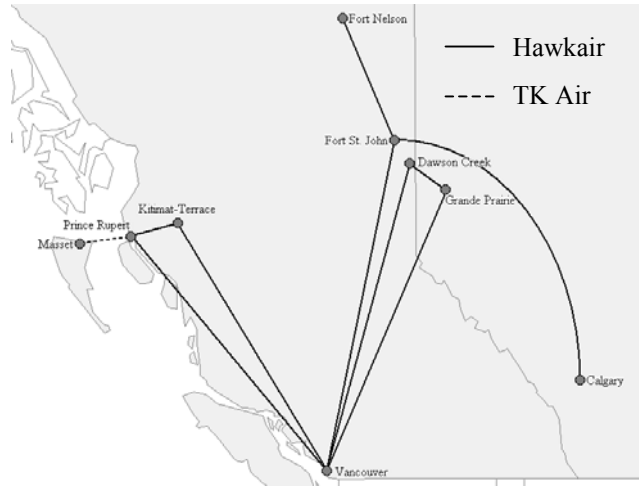 Fort Nelson
Hawkair
TK Air
Fort St. John
Dawson Creek
Grande Prairie
Kitimat-Terrace
Prince Rupert
Masset
Calgary
Vancouver